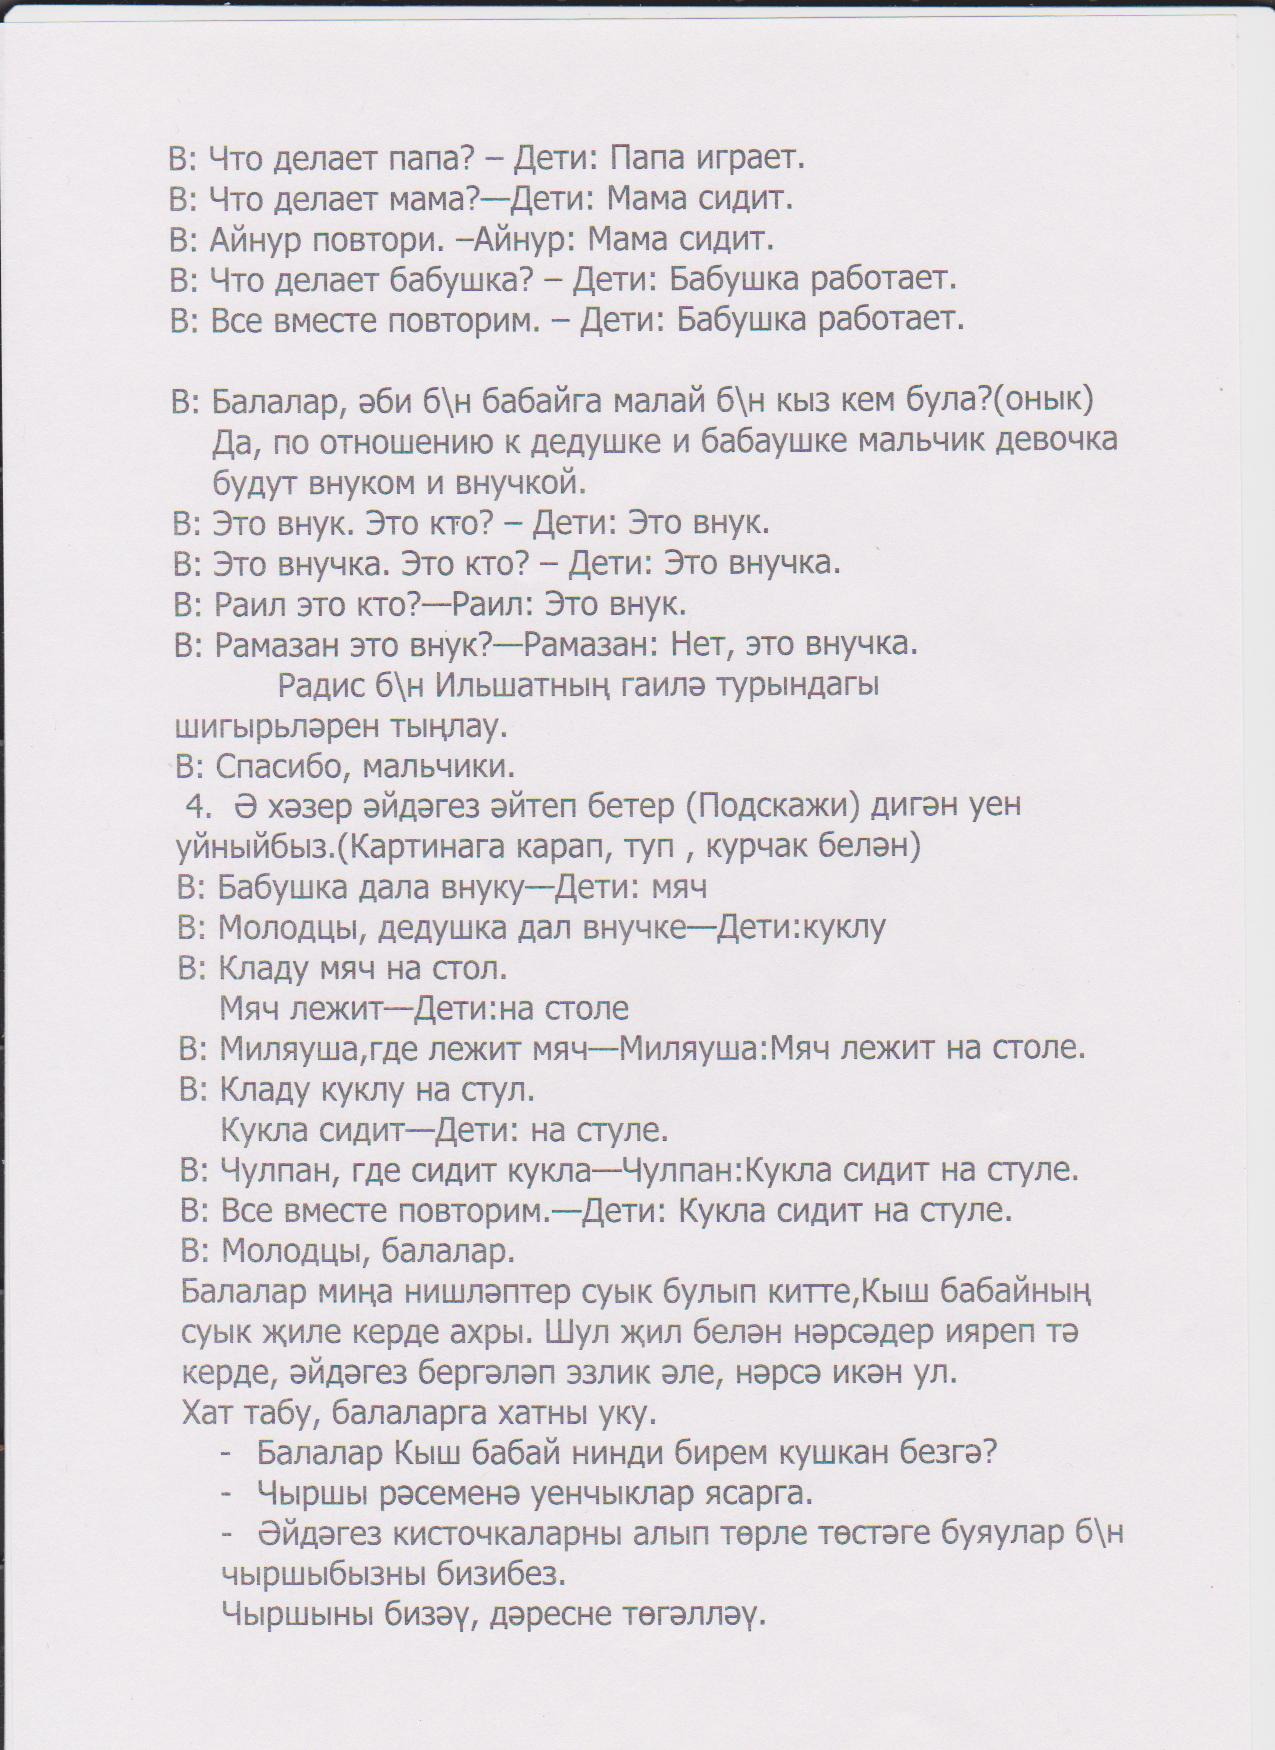 В: Что делает папа? – Дети: Папа играет.
В: Что делает мама?—Дети: Мама сидит.
В: Айнур повтори. –Айнур: Мама сидит.
В: Что делает бабушка? – Дети: Бабушка работает.
В: Все вместе повторим. – Дети: Бабушка работает.
В: Балалар, әби б\н бабайга малай б\н кыз кем була?(онык)
Да, по отношению к дедушке и бабаушке мальчик девочка
будут внуком и внучкой.
В: Это внук. Это кто? – Дети: Это внук.
В: Это внучка. Это кто? – Дети: Это внучка.
В: Раил это кто?—Раил: Это внук.
В: Рамазан это внук?—Рамазан: Нет, это внучка.
Радис б\н Ильшатның гаилә турындагы
шигырьләрен тыңлау.
В: Спасибо, мальчики.
4. Ә хәзер әйдәгез әйтеп бетер (Подскажи) дигән уен
уйныйбыз.(Картинага карап, туп , курчак белән)
В: Бабушка дала внуку—Дети: мяч
В: Молодцы, дедушка дал внучке—Дети:куклу
В: Кладу мяч на стол.
Мяч лежит—Дети:на столе
В: Миляуша,где лежит мяч—Миляуша:Мяч лежит на столе.
В: Кладу куклу на стул.
Кукла сидит—Дети: на стуле.
В: Чулпан, где сидит кукла—Чулпан:Кукла сидит на стуле.
В: Все вместе повторим.—Дети: Кукла сидит на стуле.
В: Молодцы, балалар.
Балалар миңа нишләптер суык булып китте,Кыш бабайның
суык җиле керде ахры. Шул җил белән нәрсәдер ияреп тә
керде, әйдәгез бергәләп эзлик әле, нәрсә икән ул.
Хат табу, балаларга хатны уку.
- Балалар Кыш бабай нинди бирем кушкан безгә?
- Чыршы рәсеменә уенчыклар ясарга.
- Әйдәгез кисточкаларны алып төрле төстәге буяулар б\н
чыршыбызны бизибез.
Чыршыны бизәү, дәресне төгәлләү.